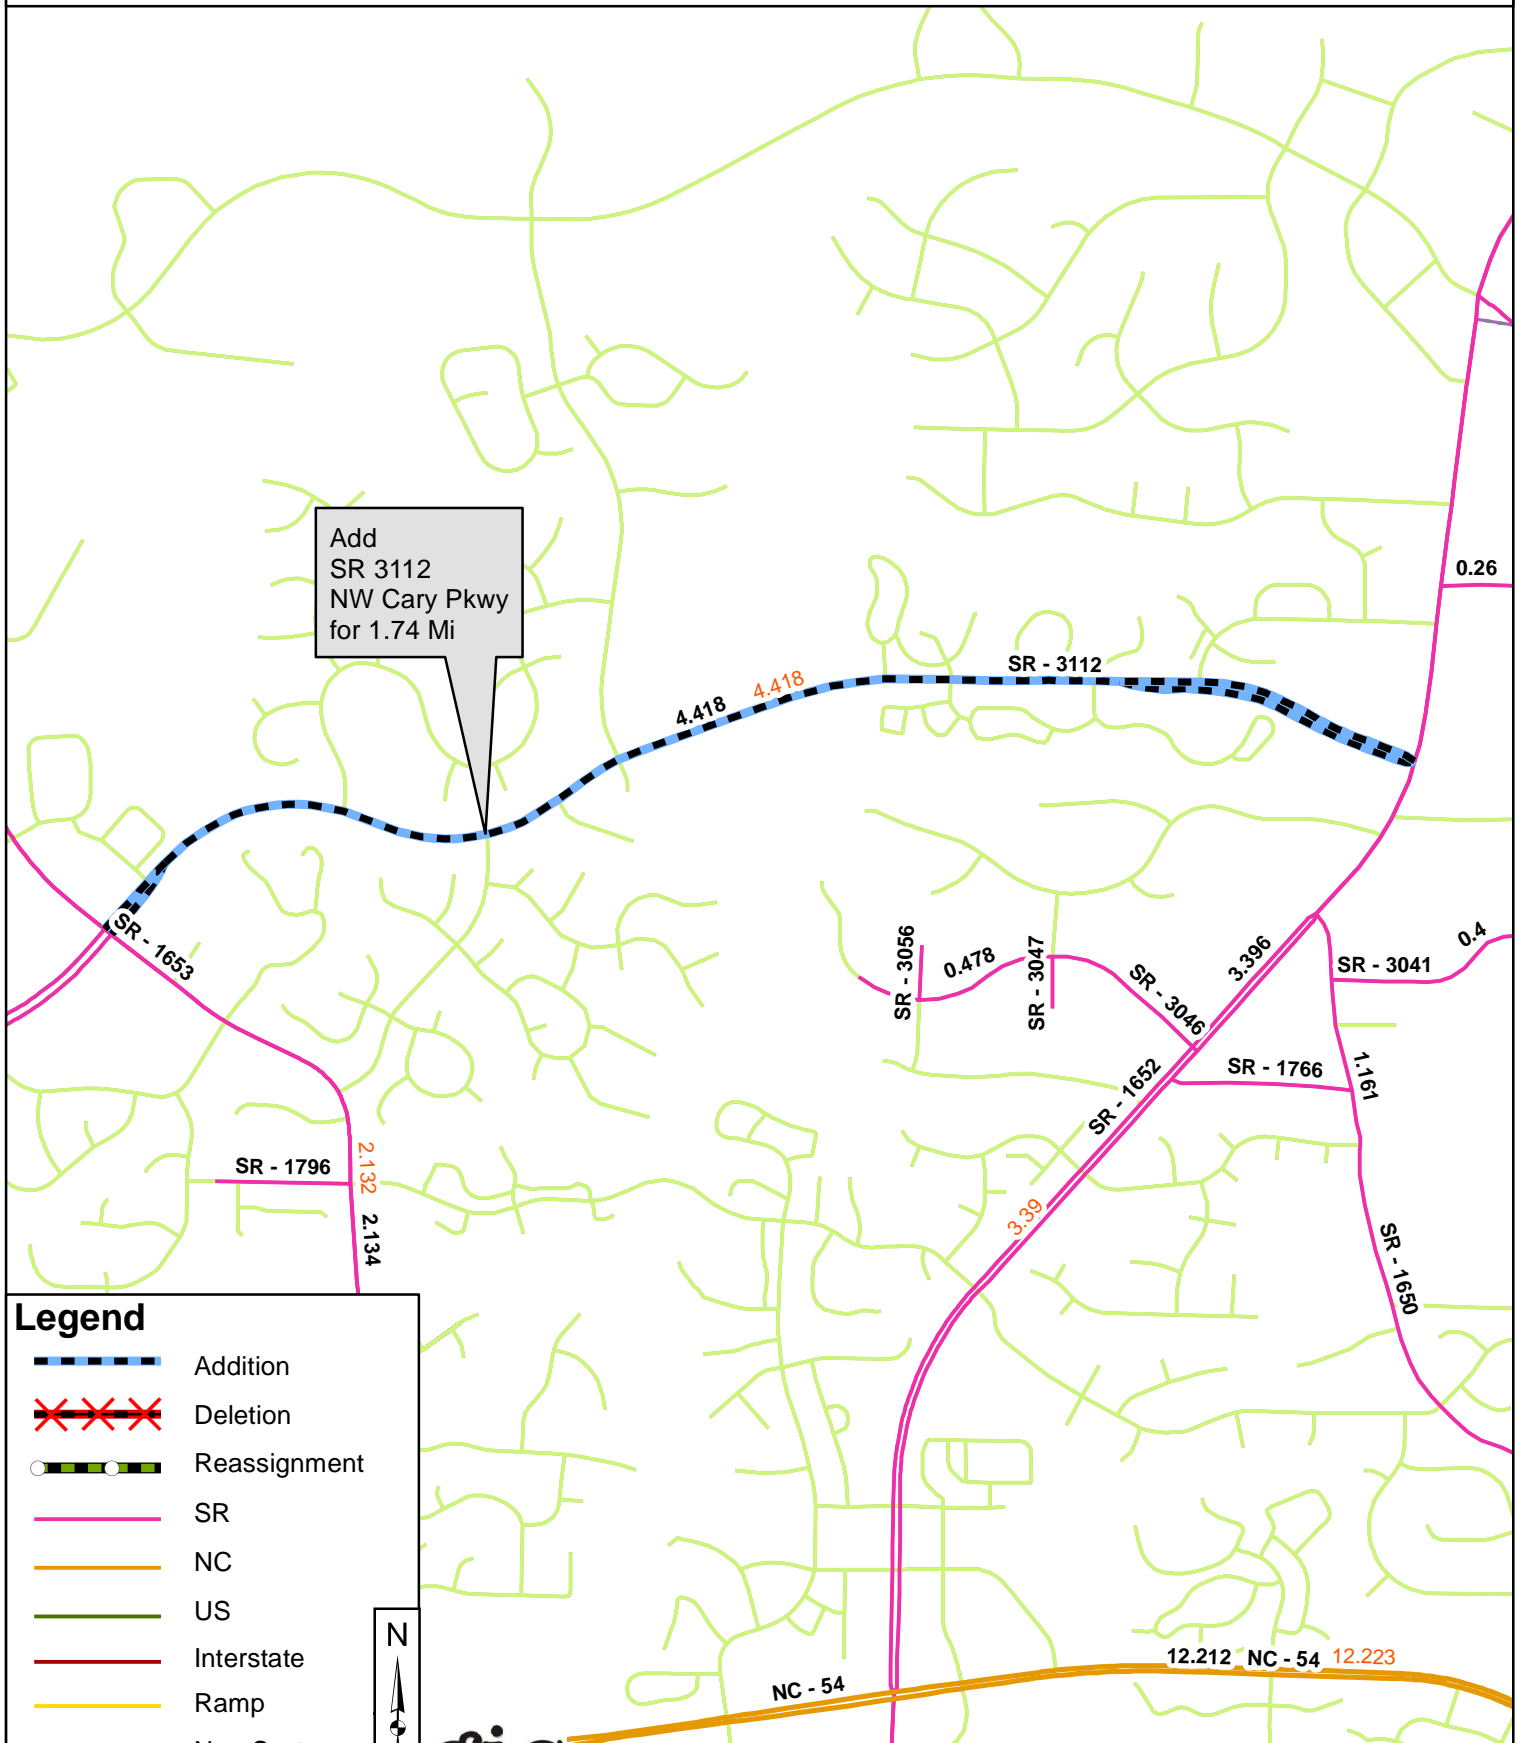 0.26
Add
SR 3112
NW Cary Pkwy
for 1.74 Mi
SR - 3112
4.418
4.418
SR - 1653
SR - 3056
0.478
SR - 3047
SR - 3046
3.396
SR - 3041
0.4
SR - 1652
SR - 1766
1.161
SR - 1796
2.132
2.134
3.39
SR - 1650
Legend
Addition
Deletion
Reassignment
SR
NC
US
Interstate
Ramp
N
NC - 54
12.212
NC - 54
12.223